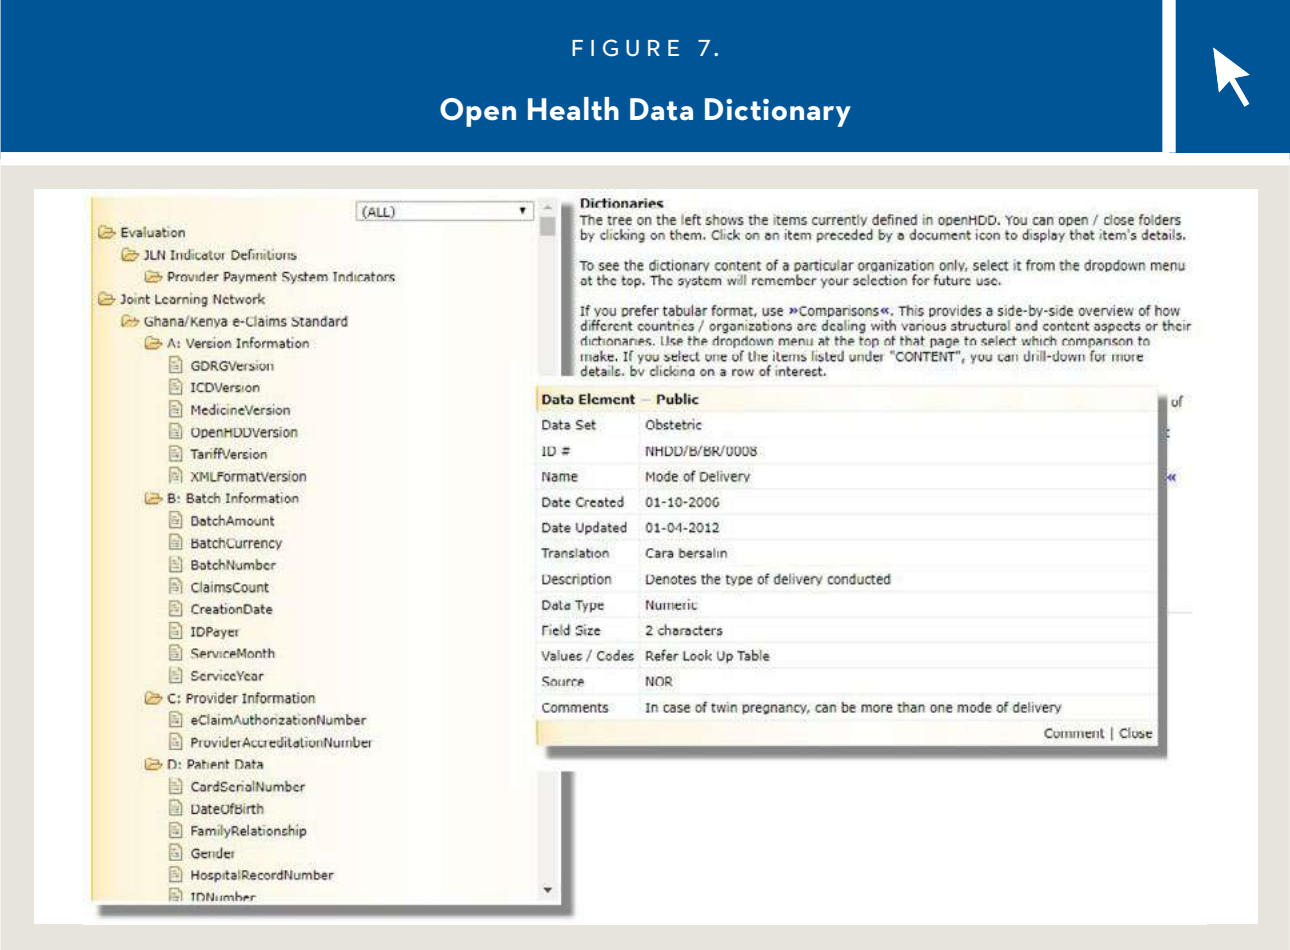 FIGURE 7.
Open Health Data Dictionary
(ALL)
Evaluation
JLN Indicator Definitions
Provider Payment System Indicators
Joint Learning Network
Ghana/Kenya e-Claims Standard
A: Version Information
GDRGVersion
ICDVersion
MedicineVersion
OpenHDDVersion
TariffVersion
XMLFormatVersion
B: Batch Information
BatchAmount
BatchCurrency
BatchNumber
ClaimsCount
CreationDate
IDPayer
ServiceMonth
ServiceYear
C: Provider Information
eClaimAuthorizationNumber
ProviderAccreditationNumber
D: Patient Data
CardSerialNumber
DateOfBirth
FamilyRelationship
Gender
HospitalRecordNumber
IDNumber
Dictionaries
The tree on the left shows the items currently defined in openHDD. You can open / close folders
by clicking on them. Click on an item preceded by a document icon to display that item's details.
To see the dictionary content of a particular organization only, select it from the dropdown menu
at the top. The system will remember your selection for future use.
If you prefer tabular format, use »Comparisons«. This provides a side-by-side overview of how
different countries / organizations are dealing with various structural and content aspects or their
dictionaries. Use the dropdown menu at the top of that page to select which comparison to
make. If you select one of the items listed under "CONTENT", you can drill-down for more
details, by clicking on a row of interest.
of
«
Data Element — Public
Data Set Obstetric
ID # NHDD/B/BR/0008
Name Mode of Delivery
Date Created 01-10-2006
Date Updated 01-04-2012
Translation Cara bersalin
Description Denotes the type of delivery conducted
Data Type Numeric
Field Size 2 characters
Values / Codes Refer Look Up Table
Source NOR
Comments In case of twin pregnancy, can be more than one mode of delivery
Comment | Close